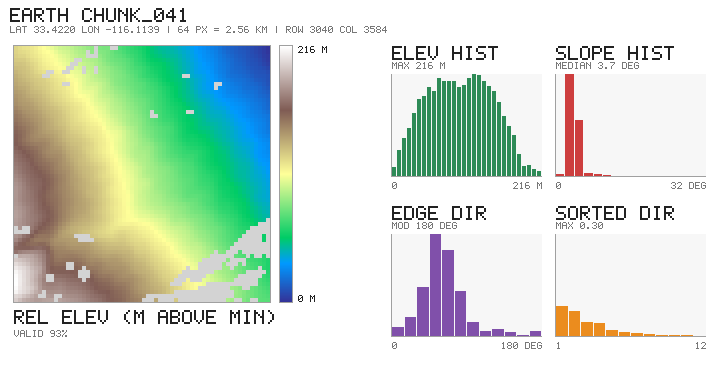 EARTH CHUNK_041
LAT 33.4220 LON -116.1139 | 64 PX = 2.56 KM | ROW 3040 COL 3584
216 M
0 M
REL ELEV (M ABOVE MIN)
VALID 93%
ELEV HIST
MAX 216 M
0 216 M
SLOPE HIST
MEDIAN 3.7 DEG
0 32 DEG
EDGE DIR
MOD 180 DEG
0 180 DEG
SORTED DIR
MAX 0.30
1 12